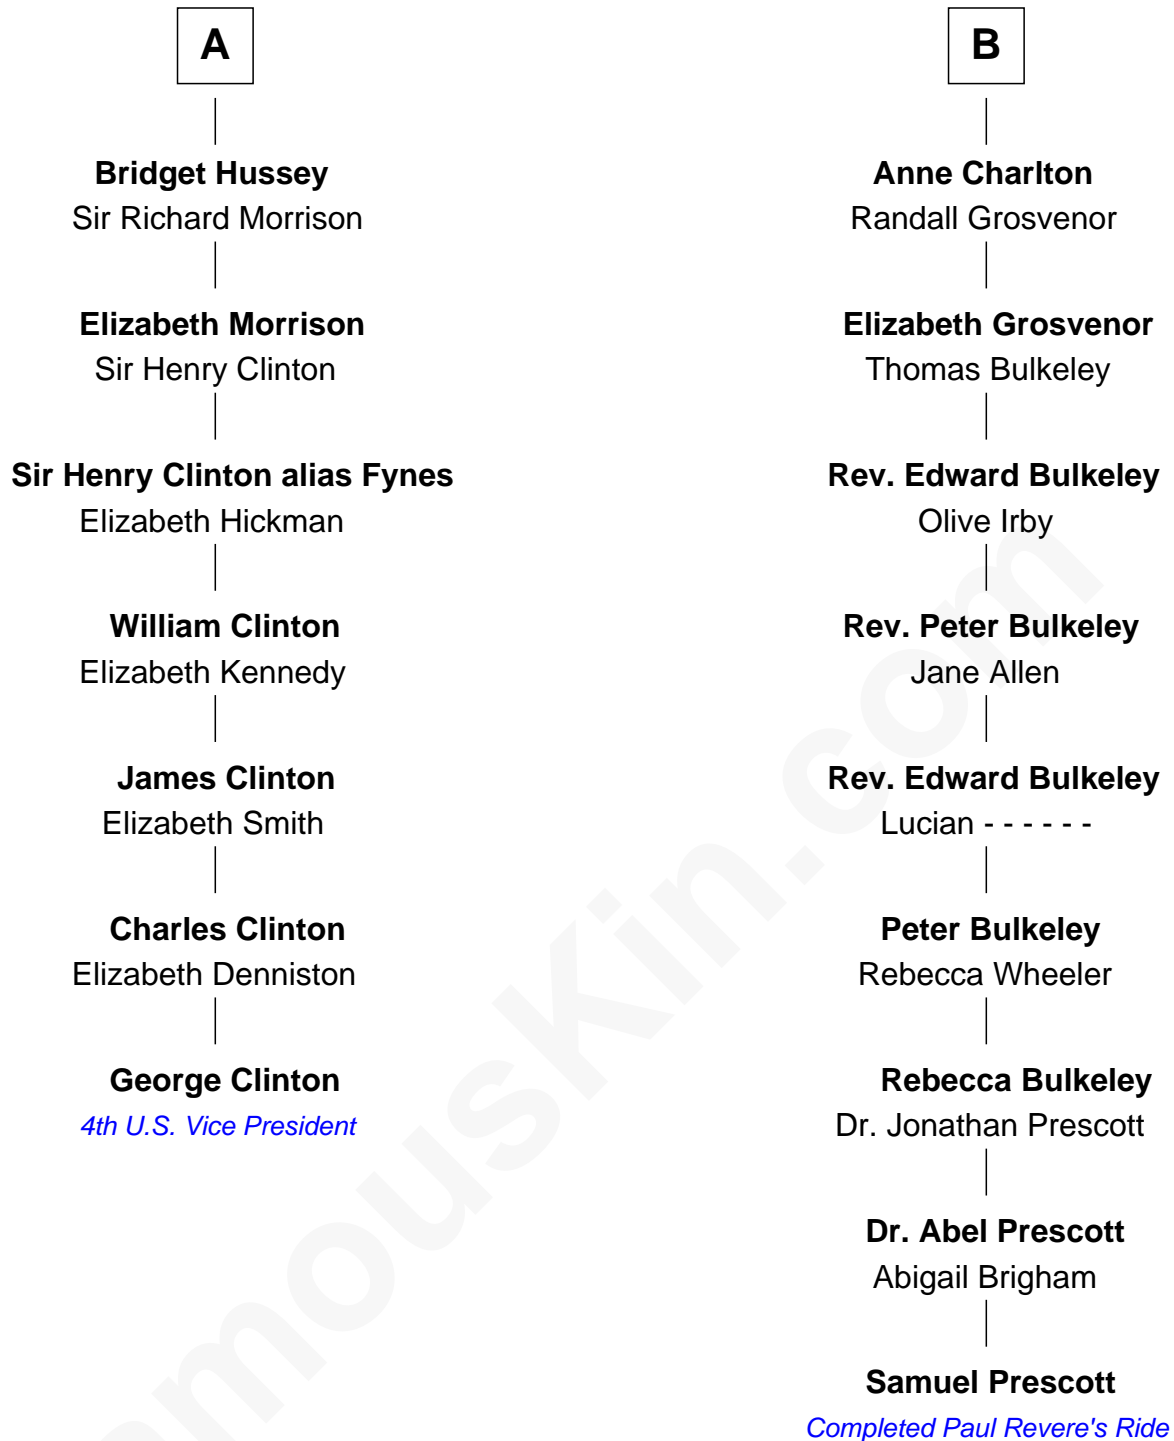 A
Bridget Hussey
Sir Richard Morrison
Elizabeth Morrison
Sir Henry Clinton
Sir Henry Clinton alias Fynes
Elizabeth Hickman
William Clinton
Elizabeth Kennedy
James Clinton
Elizabeth Smith
Charles Clinton
Elizabeth Denniston
George Clinton
4th U.S. Vice President
B
Anne Charlton
Randall Grosvenor
Elizabeth Grosvenor
Thomas Bulkeley
Rev. Edward Bulkeley
Olive Irby
Rev. Peter Bulkeley
Jane Allen
Rev. Edward Bulkeley
Lucian - - - - - -
Peter Bulkeley
Rebecca Wheeler
Rebecca Bulkeley
Dr. Jonathan Prescott
Dr. Abel Prescott
Abigail Brigham
Samuel Prescott
Completed Paul Revere's Ride
amouskin.com